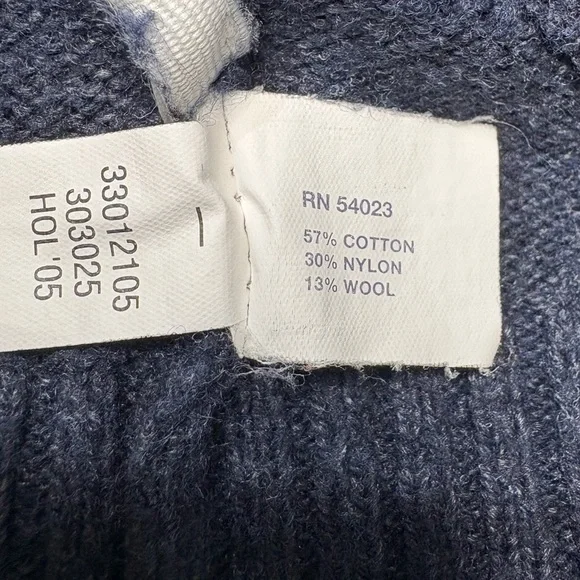 33012105
303025
HOL'05
RN 54023
57% COTTON
30% NYLON
13% WOOL